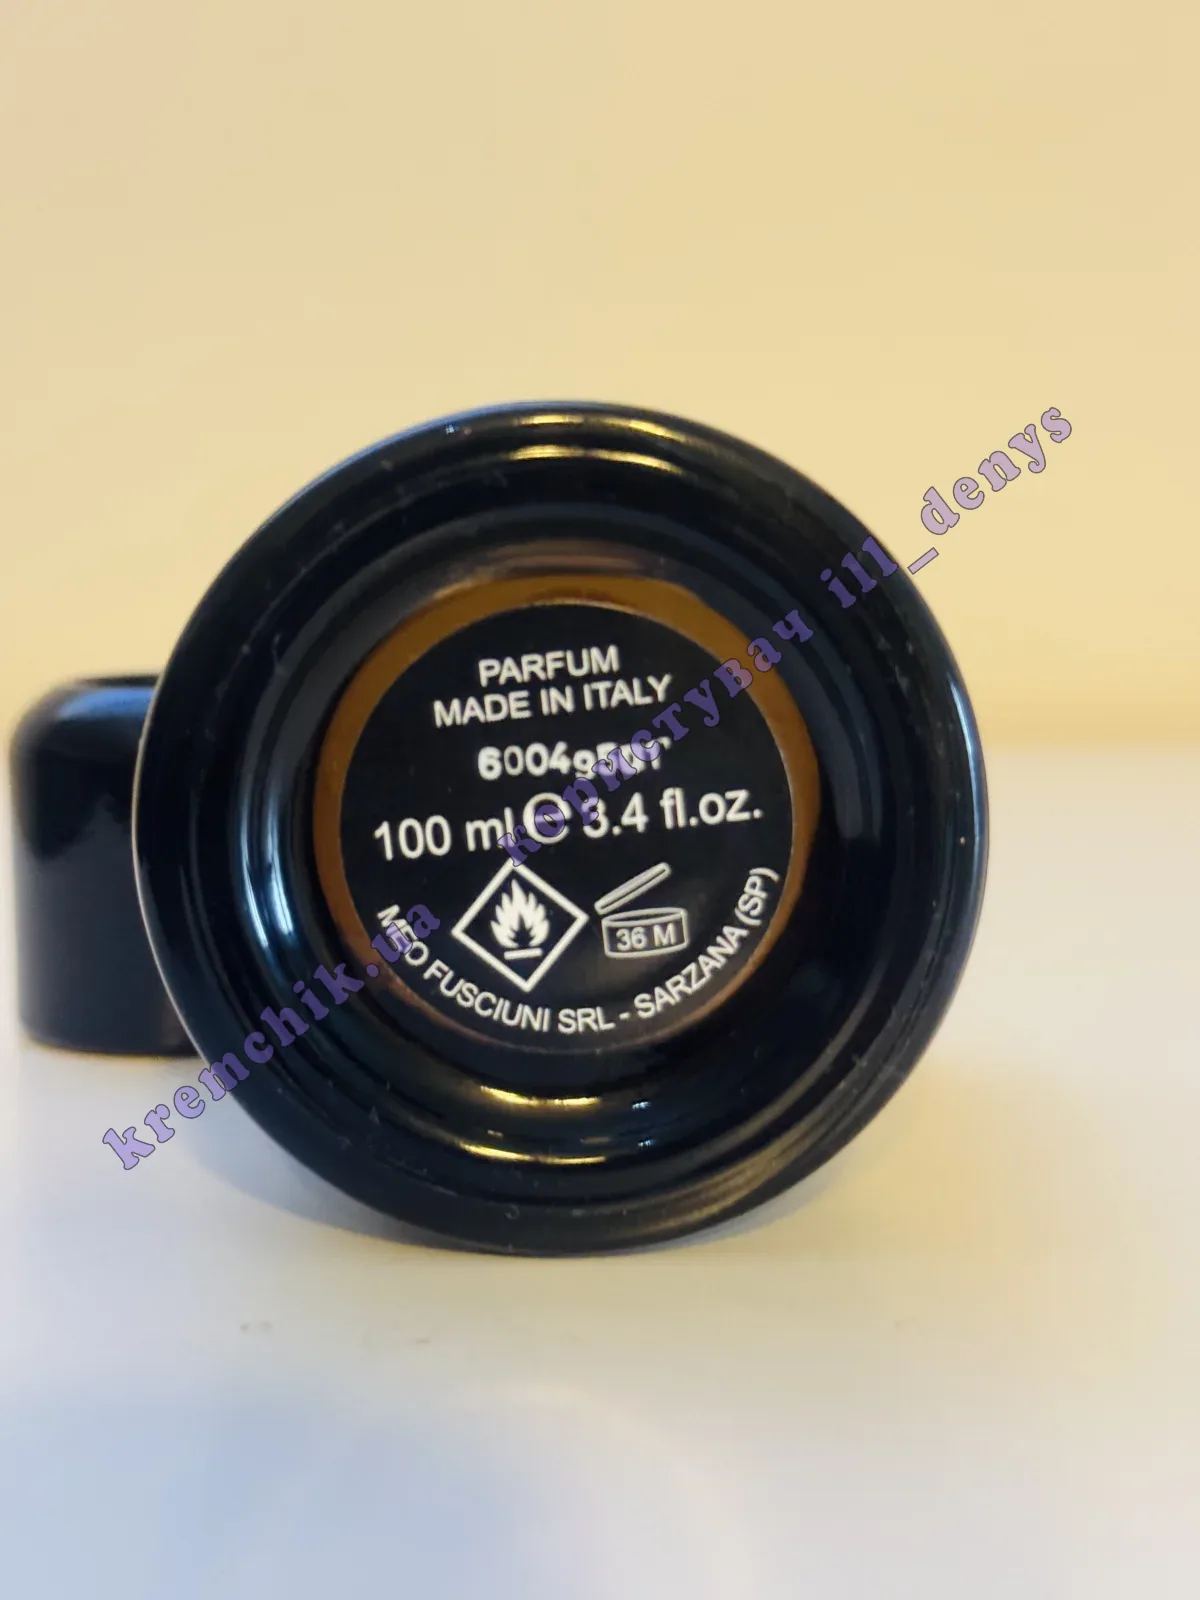 PARFUM
MADE IN ITALY
100 ml ℮ 3.4 fl.oz.
36 M
MEO FUSCIUNI SRL - SARZANA (SP)
kremchik.ua користувач ill_denys